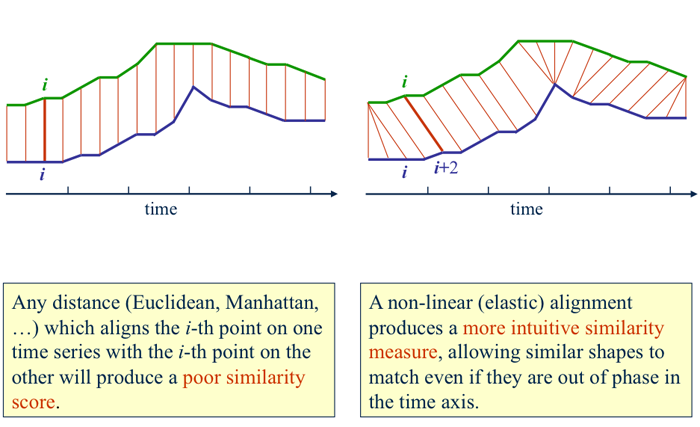 i
i
time
i
i
i+2
time
Any distance (Euclidean, Manhattan,
…) which aligns the i-th point on one
time series with the i-th point on the
other will produce a poor similarity
score.
A non-linear (elastic) alignment
produces a more intuitive similarity
measure, allowing similar shapes to
match even if they are out of phase in
the time axis.